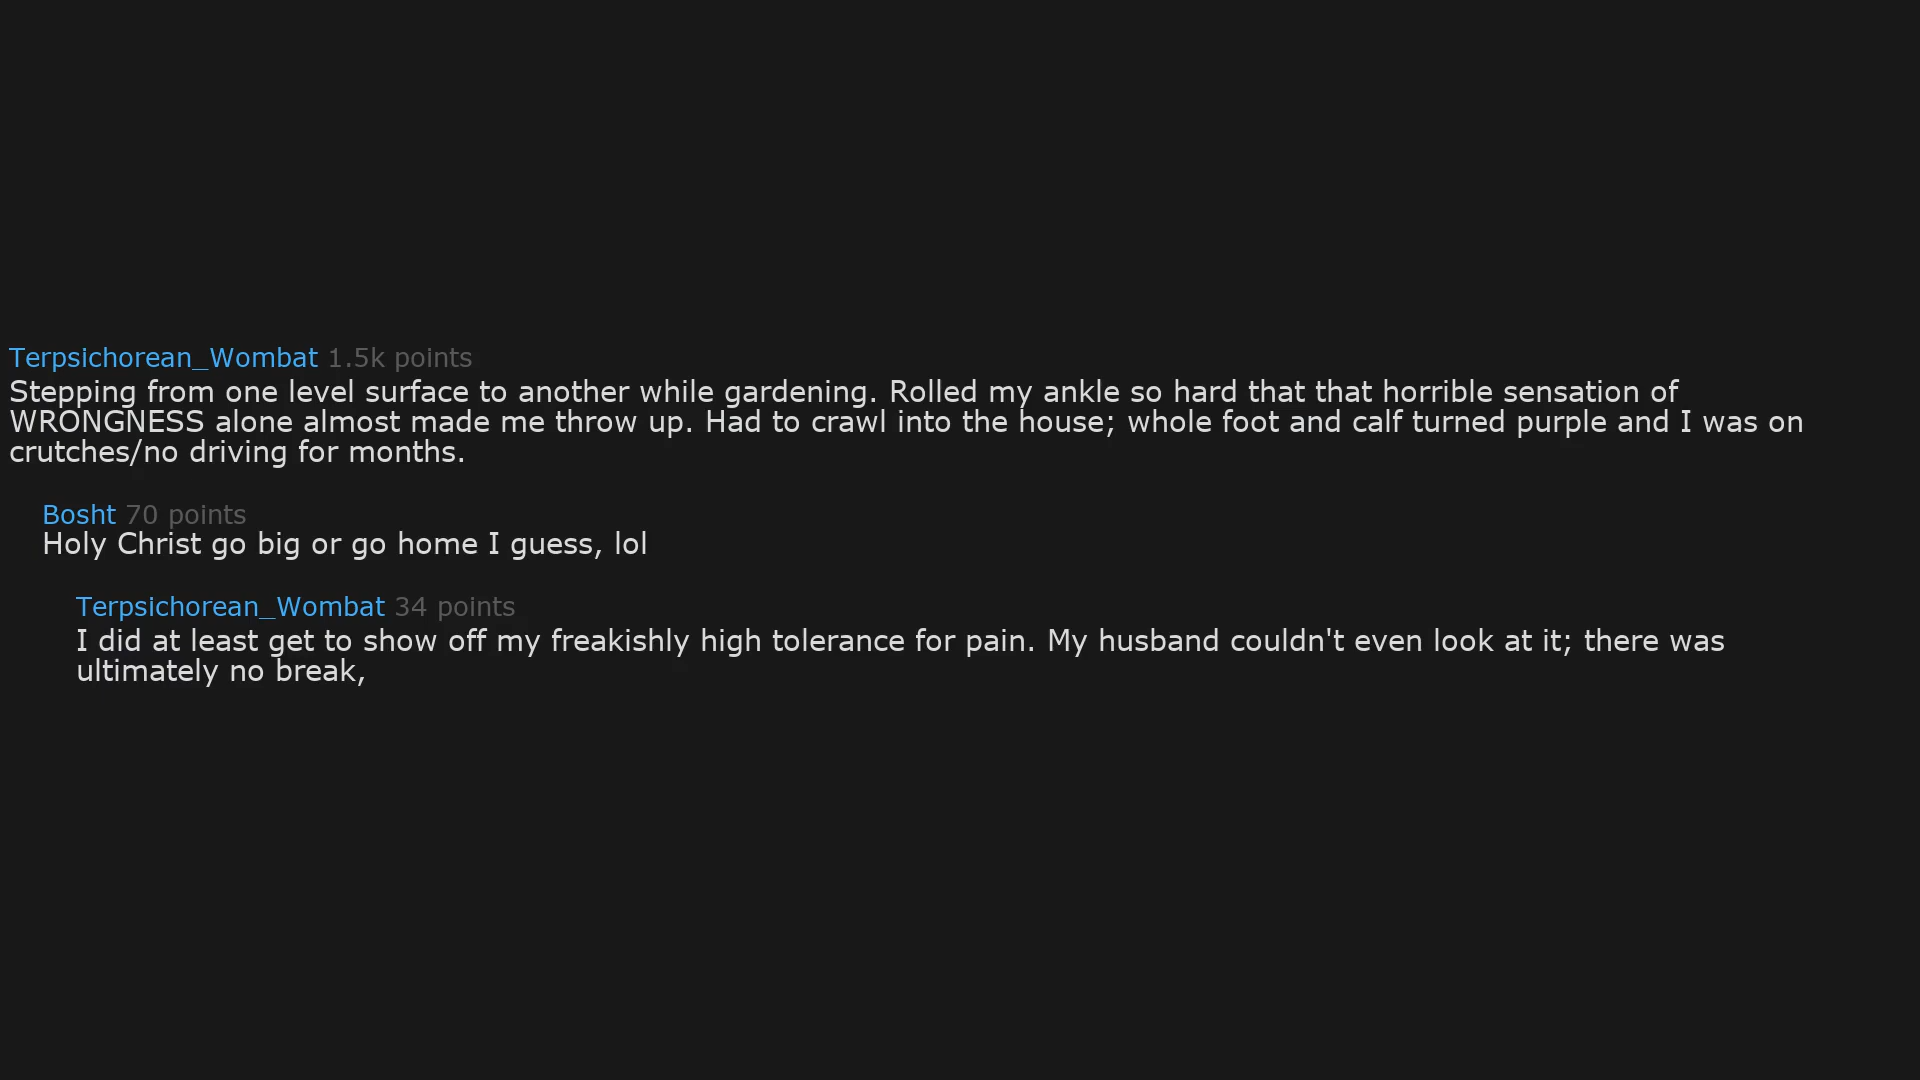 Terpsichorean_Wombat 1.5k points
Stepping from one level surface to another while gardening. Rolled my ankle so hard that that horrible sensation of
WRONGNESS alone almost made me throw up. Had to crawl into the house; whole foot and calf turned purple and I was on
crutches/no driving for months.
Bosht 70 points
Holy Christ go big or go home I guess, lol
Terpsichorean_Wombat 34 points
I did at least get to show off my freakishly high tolerance for pain. My husband couldn't even look at it; there was
ultimately no break,